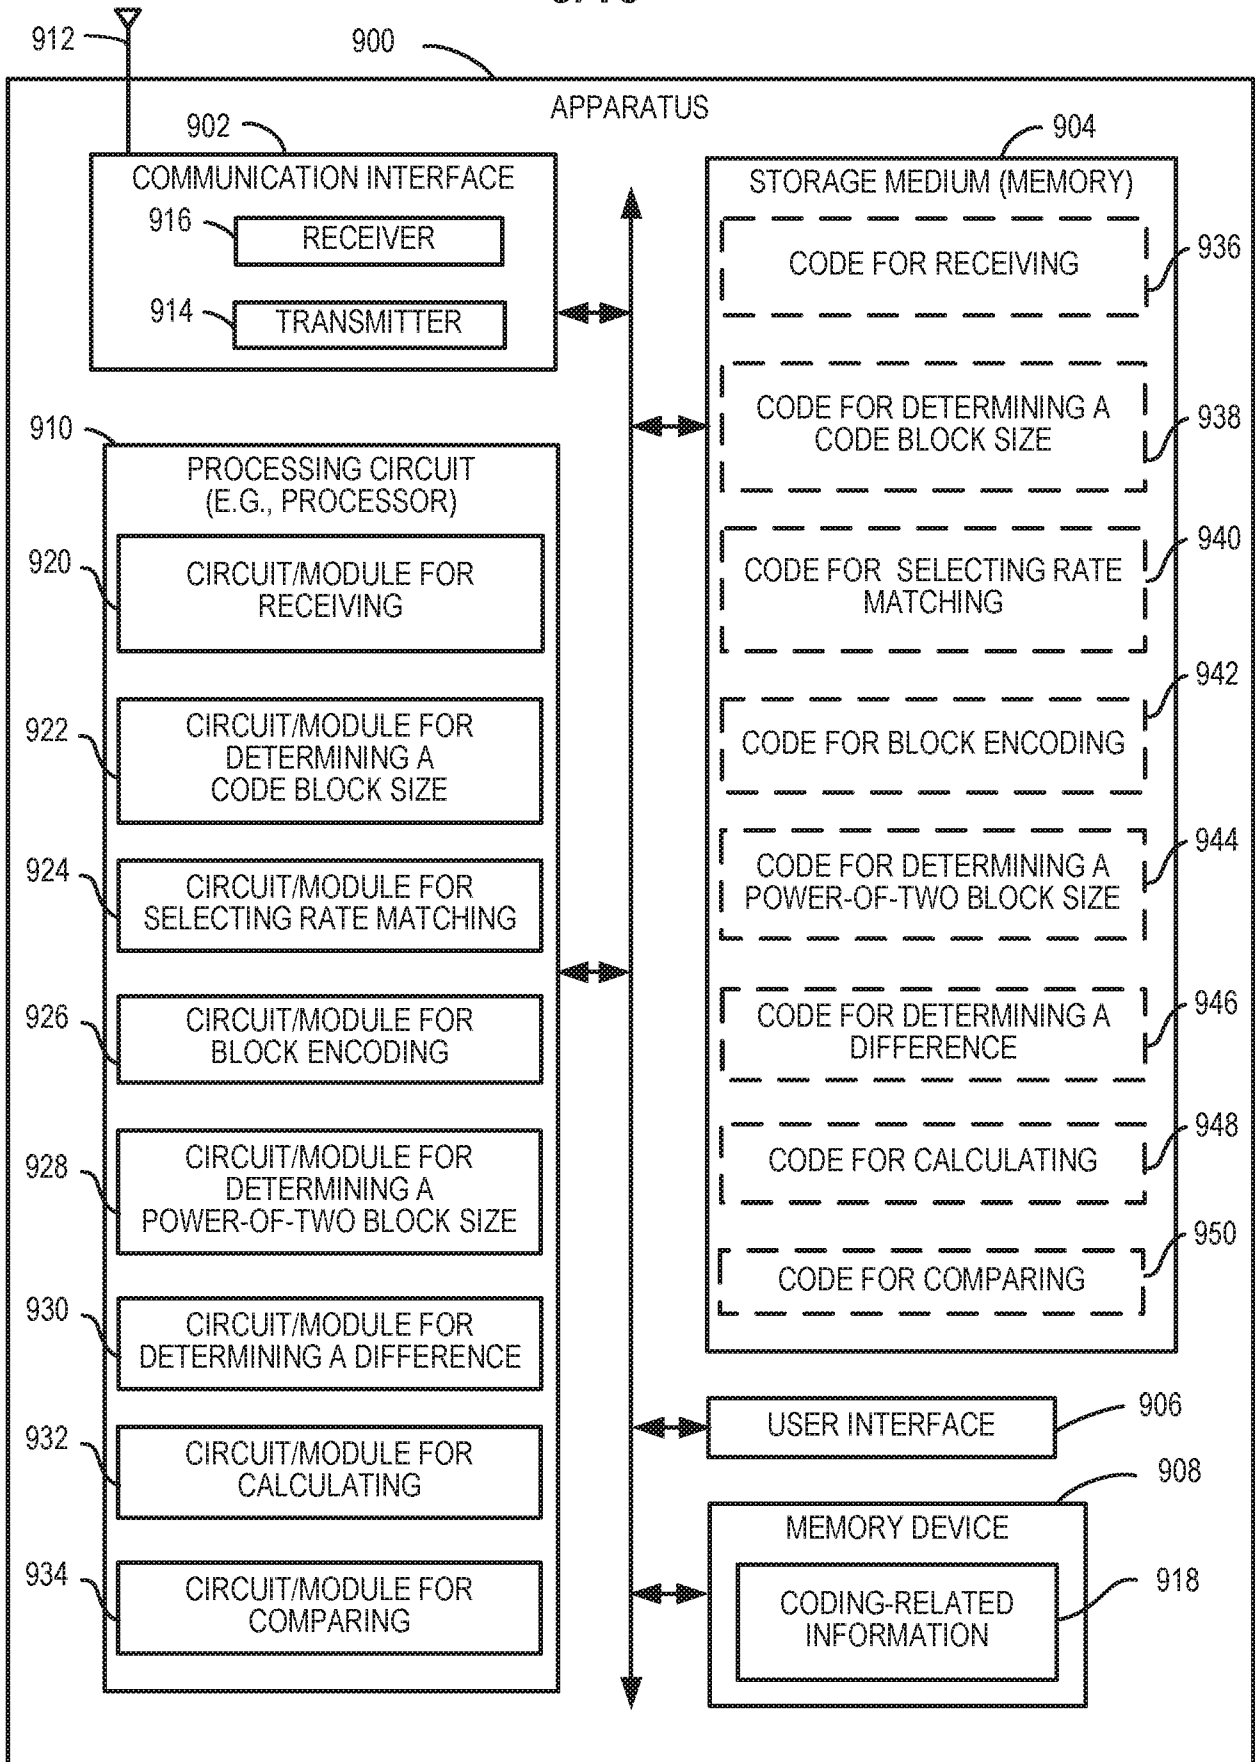 912
900
APPARATUS
902
COMMUNICATION INTERFACE
916
RECEIVER
914
TRANSMITTER
904
STORAGE MEDIUM (MEMORY)
CODE FOR RECEIVING
936
CODE FOR DETERMINING A
CODE BLOCK SIZE
938
CODE FOR SELECTING RATE
MATCHING
940
CODE FOR BLOCK ENCODING
942
CODE FOR DETERMINING A
POWER-OF-TWO BLOCK SIZE
944
CODE FOR DETERMINING A
DIFFERENCE
946
CODE FOR CALCULATING
948
CODE FOR COMPARING
950
910
PROCESSING CIRCUIT
(E.G., PROCESSOR)
920
CIRCUIT/MODULE FOR
RECEIVING
922
CIRCUIT/MODULE FOR
DETERMINING A
CODE BLOCK SIZE
924
CIRCUIT/MODULE FOR
SELECTING RATE MATCHING
926
CIRCUIT/MODULE FOR
BLOCK ENCODING
928
CIRCUIT/MODULE FOR
DETERMINING A
POWER-OF-TWO BLOCK SIZE
930
CIRCUIT/MODULE FOR
DETERMINING A DIFFERENCE
932
CIRCUIT/MODULE FOR
CALCULATING
934
CIRCUIT/MODULE FOR
COMPARING
USER INTERFACE
906
908
MEMORY DEVICE
CODING-RELATED
INFORMATION
918